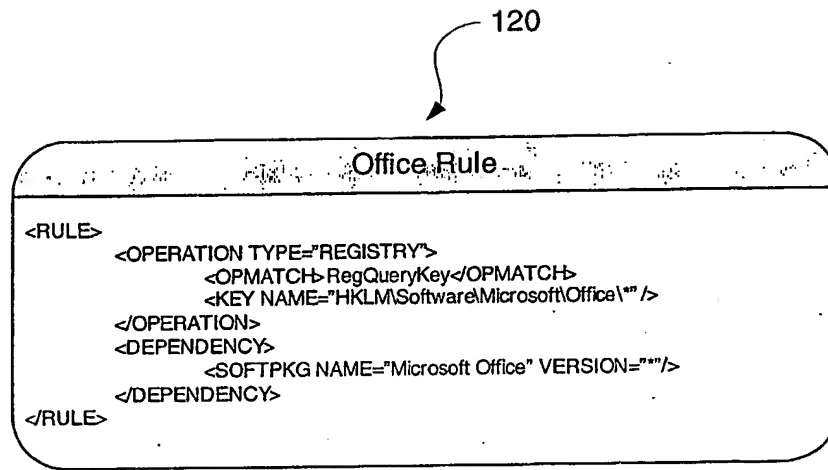 120
Office Rule
<RULE>
<OPERATION TYPE="REGISTRY">
<OPMATCH>RegQueryKey</OPMATCH>
<KEY NAME="HKLM\Software\Microsoft\Office\*" />
</OPERATION>
<DEPENDENCY>
<SOFTPKG NAME="Microsoft Office" VERSION="*"/>
</DEPENDENCY>
</RULE>